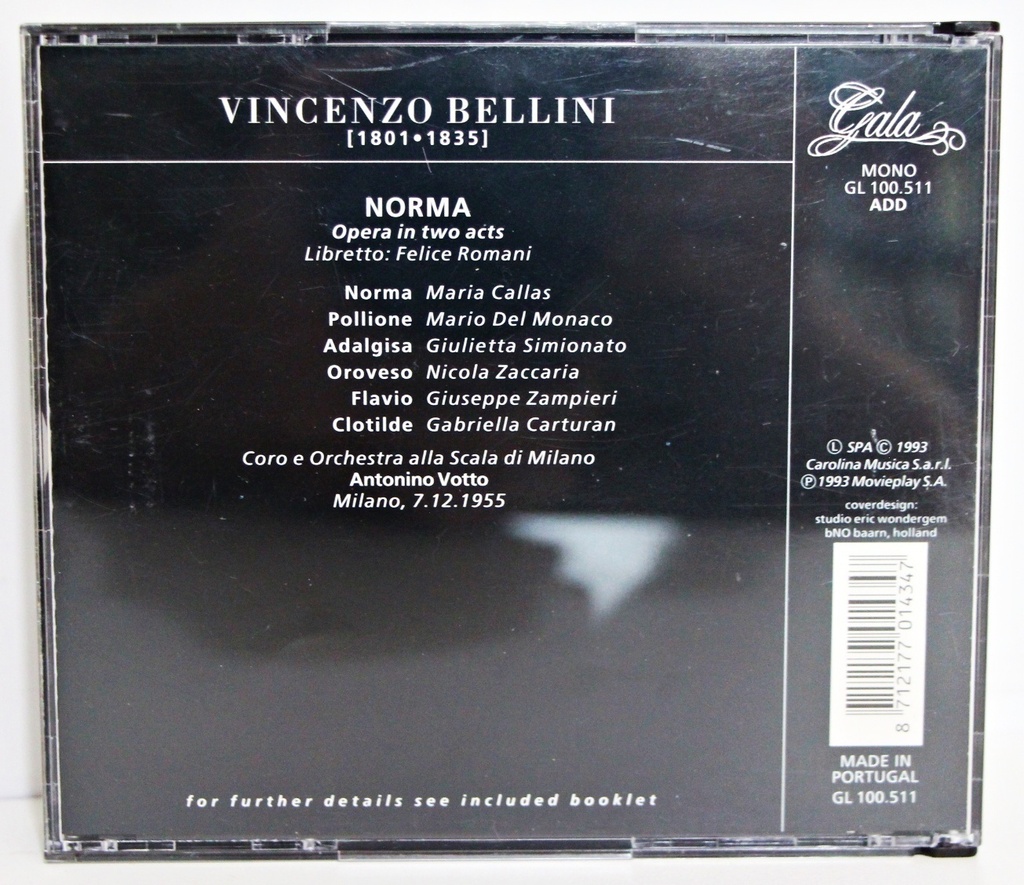 VINCENZO BELLINI
[1801•1835]
NORMA
Opera in two acts
Libretto: Felice Romani
Norma Maria Callas
Pollione Mario Del Monaco
Adalgisa Giulietta Simionato
Oroveso Nicola Zaccaria
Flavio Giuseppe Zampieri
Clotilde Gabriella Carturan
Coro e Orchestra alla Scala di Milano
Antonino Votto
Milano, 7.12.1955
for further details see included booklet
Gala
MONO
GL 100.511
ADD
Ⓛ SPA © 1993
Carolina Musica S.a.r.l.
Ⓟ 1993 Movieplay S.A.
coverdesign:
studio eric wondergem
bNO baarn, holland
8 712177 014347
MADE IN
PORTUGAL
GL 100.511